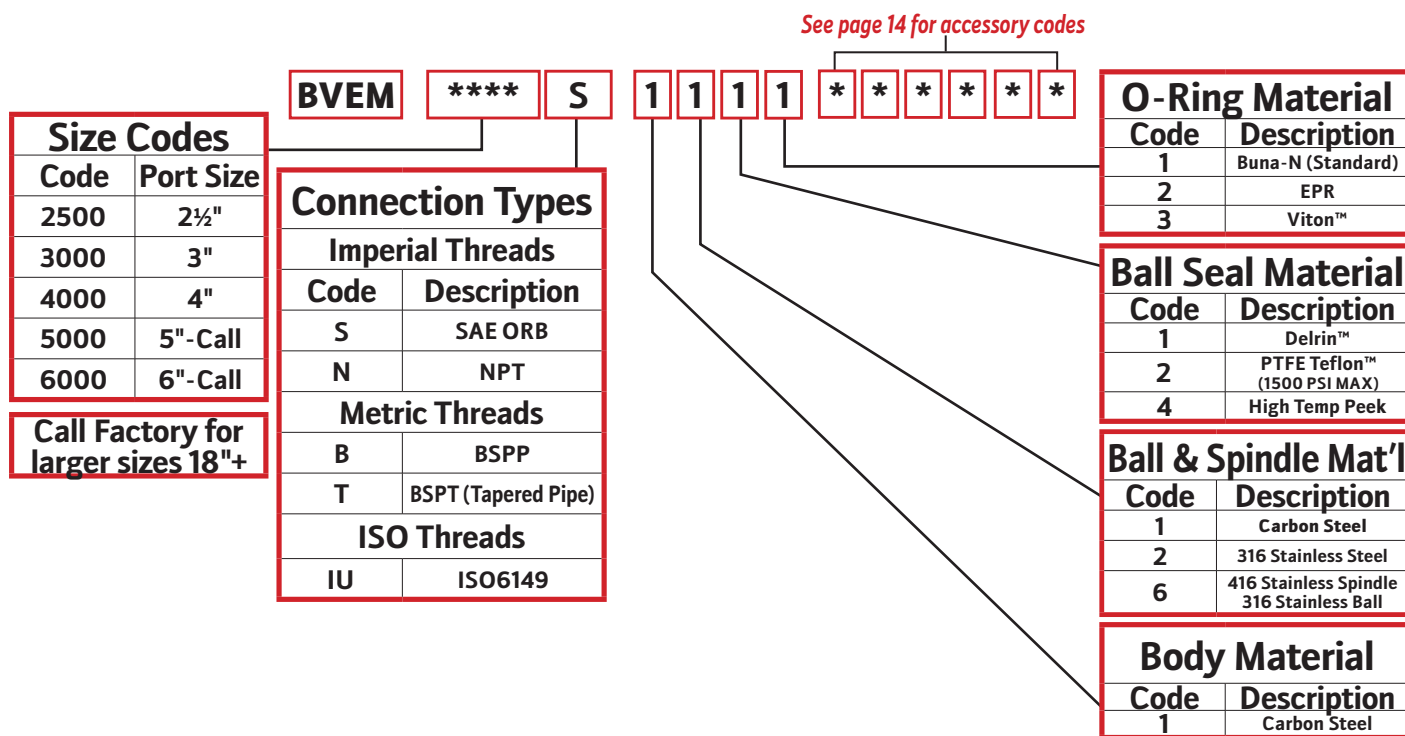 See page 14 for accessory codes
BVEM **** S 1 1 1 1 * * * * * *
Size Codes
Code Port Size
2500 2½"
3000 3"
4000 4"
5000 5"-Call
6000 6"-Call
Call Factory for
larger sizes 18"+
Connection Types
Imperial Threads
Code Description
S SAE ORB
N NPT
Metric Threads
B BSPP
T BSPT (Tapered Pipe)
ISO Threads
IU ISO6149
O-Ring Material
Code Description
1 Buna-N (Standard)
2 EPR
3 Viton™
Ball Seal Material
Code Description
1 Delrin™
2 PTFE Teflon™
(1500 PSI MAX)
4 High Temp Peek
Ball & Spindle Mat'l
Code Description
1 Carbon Steel
2 316 Stainless Steel
6 416 Stainless Spindle
316 Stainless Ball
Body Material
Code Description
1 Carbon Steel